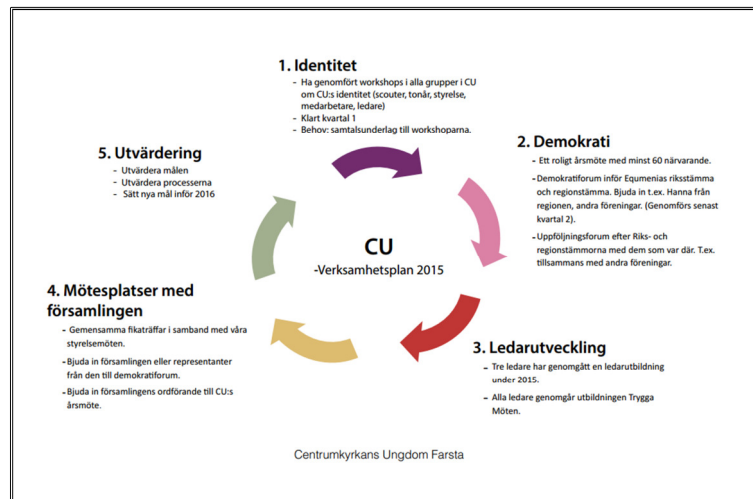 1. Identitet
- Ha genomfört workshops i alla grupper i CU
om CU:s identitet (scouter, tonår, styrelse,
medarbetare, ledare)
- Klart kvartal 1
- Behov: samtalsunderlag till workshoparna.
2. Demokrati
- Ett roligt årsmöte med minst 60 närvarande.
- Demokratiforum inför Equmenias riksstämma
och regionstämma. Bjuda in t.ex. Hanna från
regionen, andra föreningar. (Genomförs senast
kvartal 2).
- Uppföljningsforum efter Riks- och
regionstämmorna med dem som var där. T.ex.
tillsammans med andra föreningar.
3. Ledarutveckling
- Tre ledare har genomgått en ledarutbildning
under 2015.
- Alla ledare genomgår utbildningen Trygga
Möten.
4. Mötesplatser med
församlingen
- Gemensamma fikaträffar i samband med våra
styrelsemöten.
- Bjuda in församlingen eller representanter
från den till demokratiforum.
- Bjuda in församlingens ordförande till CU:s
årsmöte.
5. Utvärdering
- Utvärdera målen
- Utvärdera processerna
- Sätt nya mål inför 2016
CU
-Verksamhetsplan 2015
Centrumkyrkans Ungdom Farsta